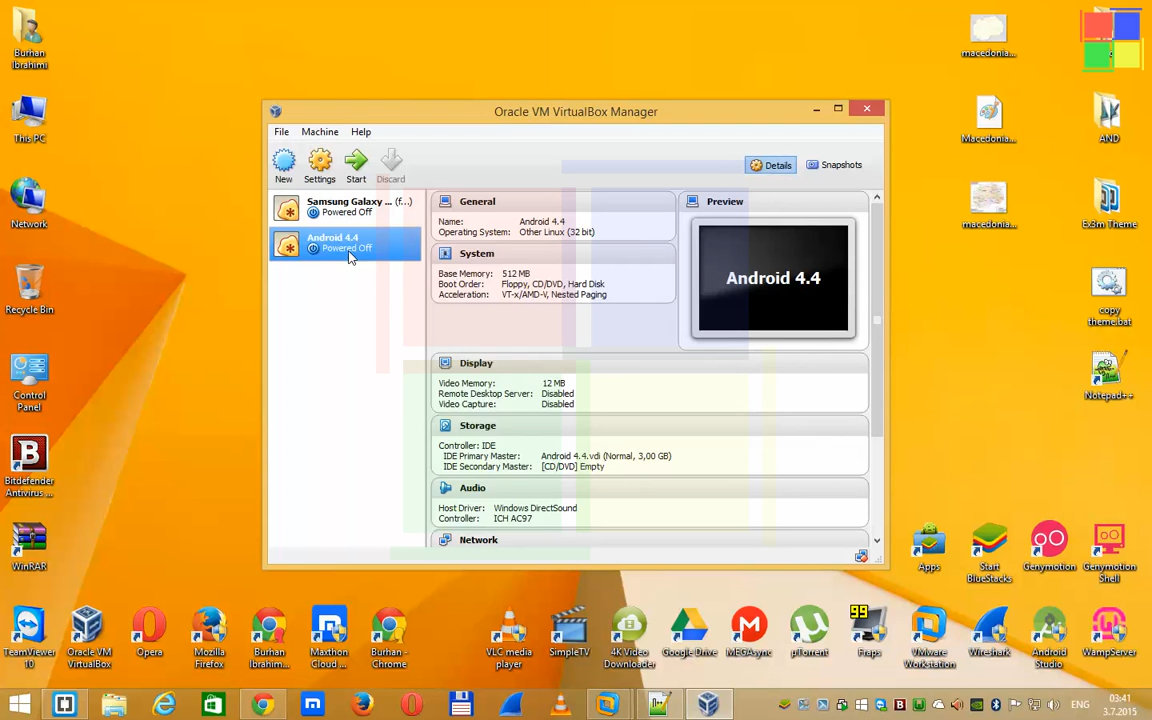 Burhan
Ibrahimi
This PC
Network
Recycle Bin
Control
Panel
Bitdefender
Antivirus ...
WinRAR
TeamViewer
10
Oracle VM
VirtualBox
Opera
Mozilla
Firefox
Burhan
Ibrahim...
Maxthon
Cloud ...
Burhan -
Chrome
VLC media
player
SimpleTV
4K Video
Downloader
Google Drive
MEGAsync
µTorrent
99
Fraps
VMware
Workstation
Wireshark
Android
Studio
WampServer
Apps
Start
BlueStacks
Genymotion
Genymotion
Shell
macedonia...
Macedonia...
macedonia...
AND
Ex3m Theme
copy
theme.bat
Notepad++
Oracle VM VirtualBox Manager
File Machine Help
New Settings Start Discard
Details Snapshots
Samsung Galaxy ... (f...)
Powered Off
Android 4.4
Powered Off
General
Name: Android 4.4
Operating System: Other Linux (32 bit)
System
Base Memory: 512 MB
Boot Order: Floppy, CD/DVD, Hard Disk
Acceleration: VT-x/AMD-V, Nested Paging
Preview
Android 4.4
Display
Video Memory: 12 MB
Remote Desktop Server: Disabled
Video Capture: Disabled
Storage
Controller: IDE
IDE Primary Master: Android 4.4.vdi (Normal, 3,00 GB)
IDE Secondary Master: [CD/DVD] Empty
Audio
Host Driver: Windows DirectSound
Controller: ICH AC97
Network
ENG
03:41
3.7.2015